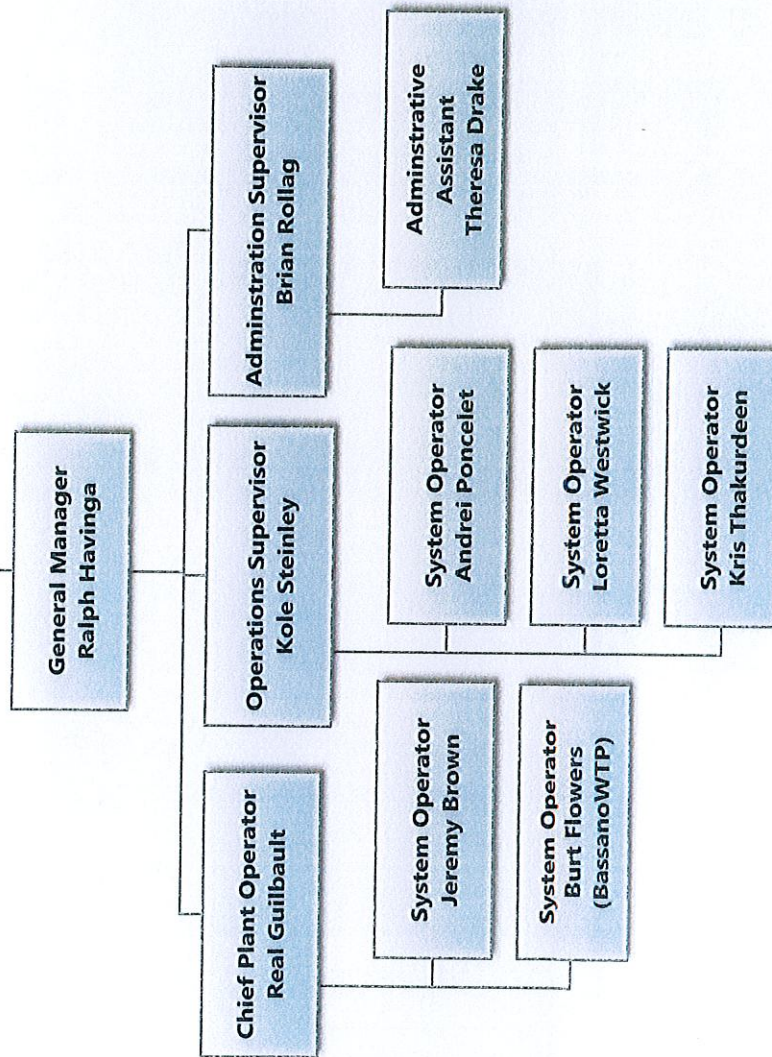 General Manager
Ralph Havinga
Chief Plant Operator
Real Guilbault
Operations Supervisor
Kole Steinley
Adminstration Supervisor
Brian Rollag
System Operator
Jeremy Brown
System Operator
Burt Flowers
(BassanoWTP)
System Operator
Andrei Poncelet
System Operator
Loretta Westwick
System Operator
Kris Thakurdeen
Adminstrative
Assistant
Theresa Drake